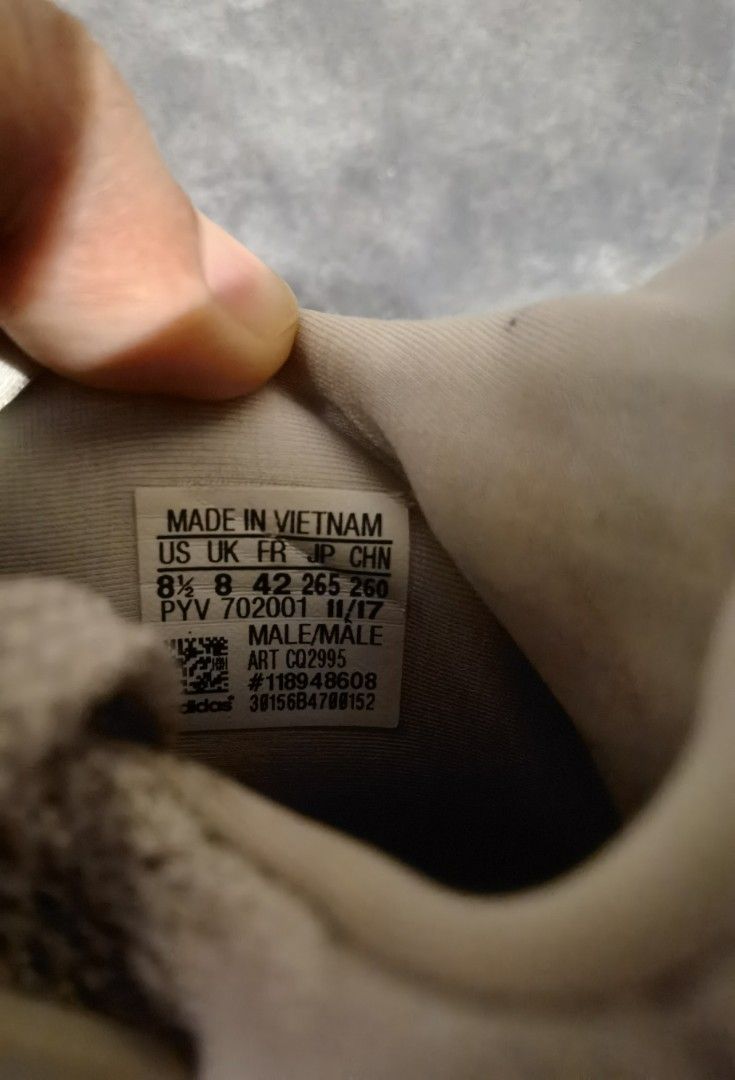 MADE IN VIETNAM
US UK FR JP CHN
8½ 8 42 265 260
PYV 702001 11/17
MALE/MÂLE
ART CQ2995
#118948608
adidas® 30156B4700152